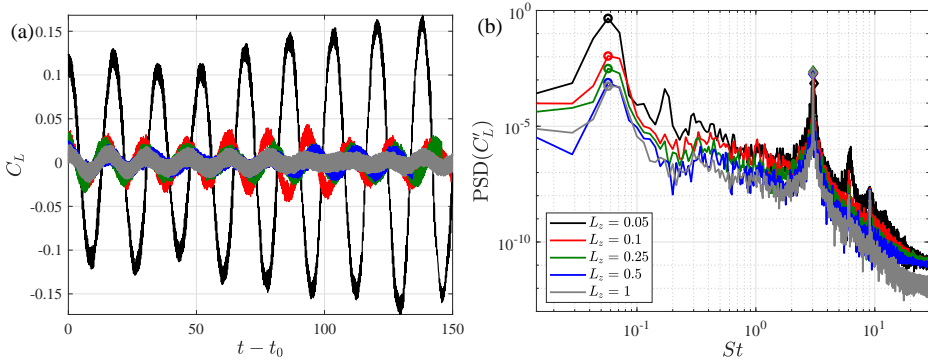 (a)
0.15
0.1
0.05
0
-0.05
-0.1
-0.15
C_L
0
50
100
150
t − t_0
(b)
10^0
10^{-5}
10^{-10}
PSD(C'_L)
L_z = 0.05
L_z = 0.1
L_z = 0.25
L_z = 0.5
L_z = 1
10^{-1}
10^0
10^1
St